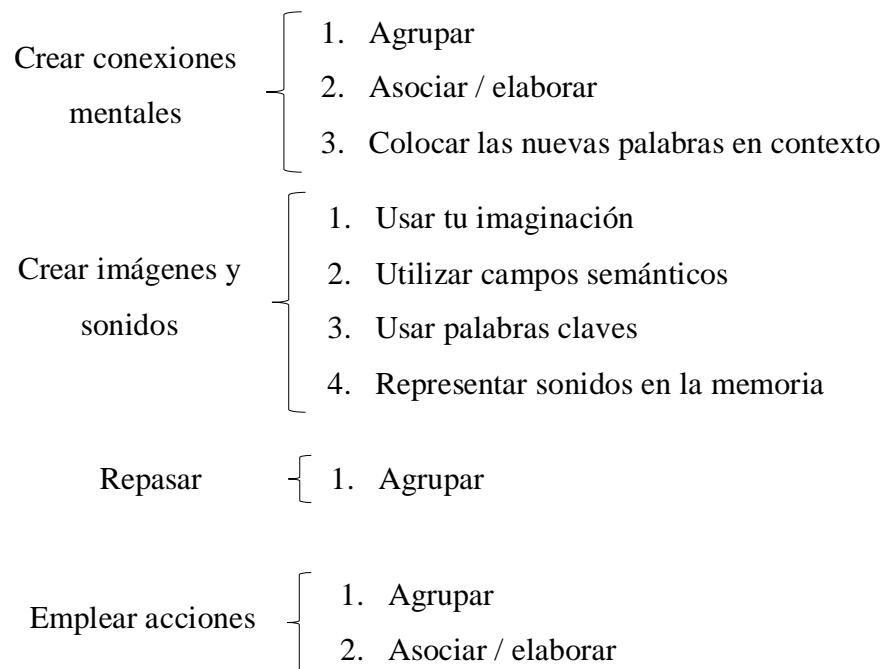 Crear conexiones
mentales
1. Agrupar
2. Asociar / elaborar
3. Colocar las nuevas palabras en contexto
Crear imágenes y
sonidos
1. Usar tu imaginación
2. Utilizar campos semánticos
3. Usar palabras claves
4. Representar sonidos en la memoria
Repasar
1. Agrupar
Emplear acciones
1. Agrupar
2. Asociar / elaborar